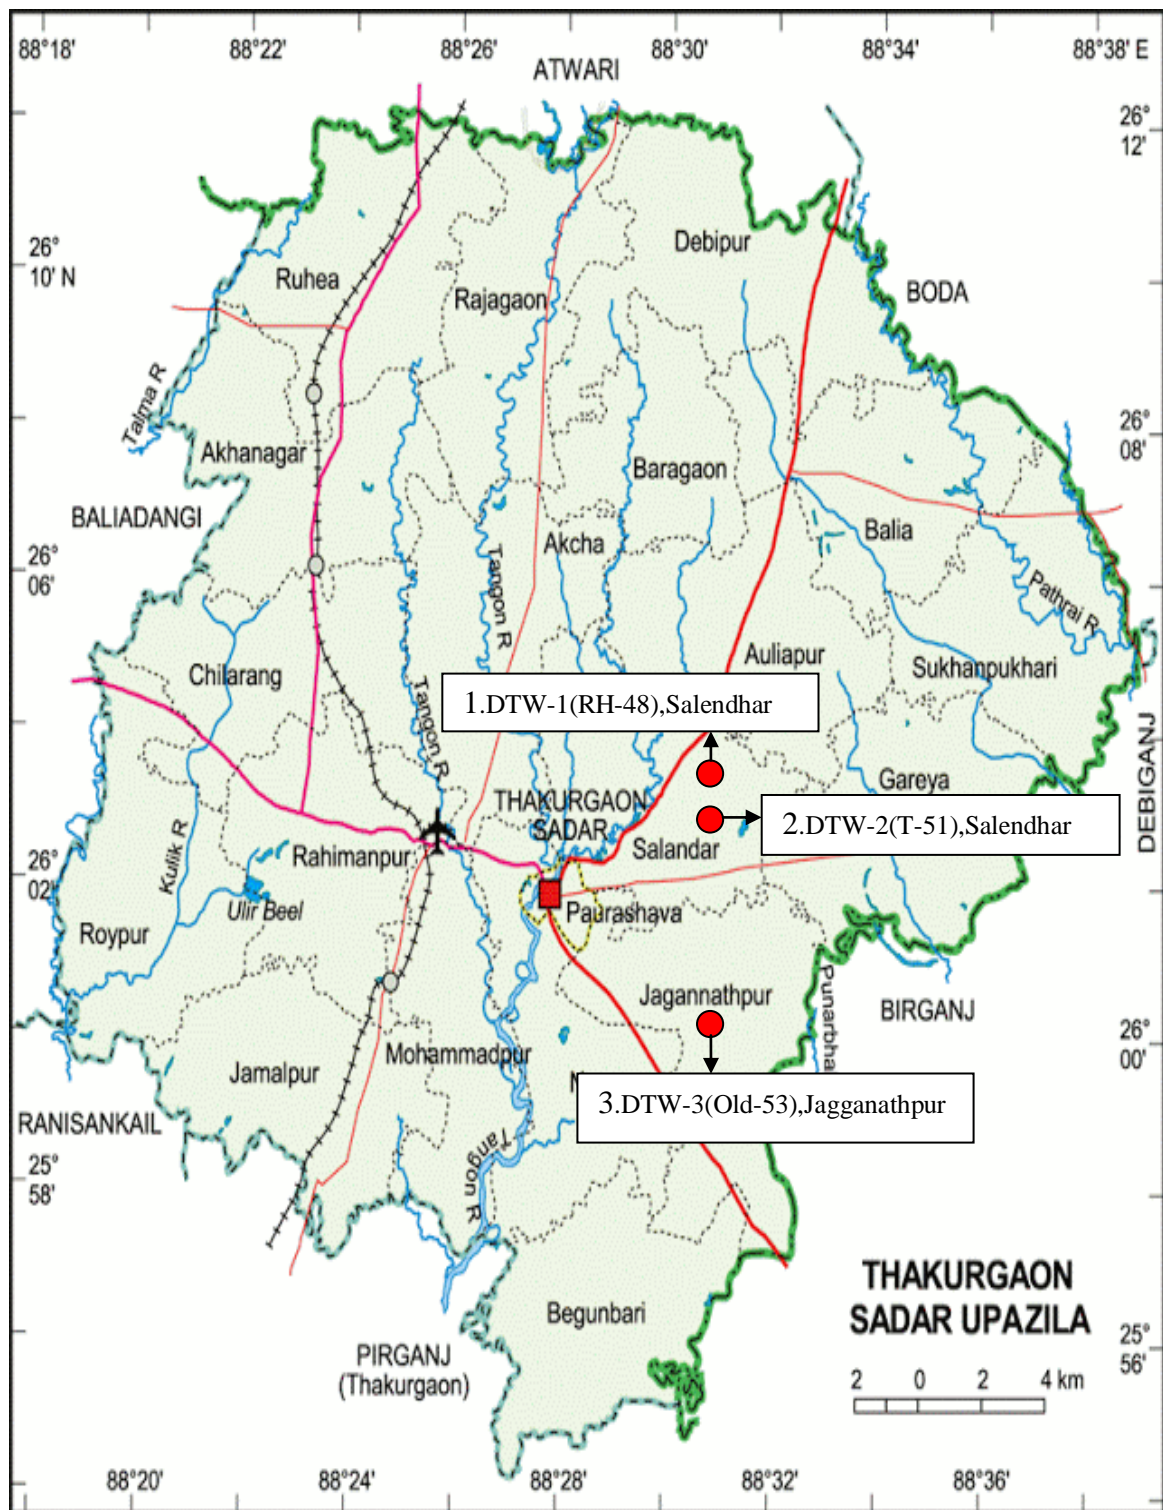 88°18'
88°22'
88°26'
88°30'
88°34'
88°38' E
ATWARI
26°
12'
Debipur
26°
10' N
Ruhea
Rajagaon
BODA
Talma R
Akhanagar
26°
08'
Baragaon
BALIADANGI
Balia
Akcha
26°
06'
Tangon R
Pathrai R
Auliapur
Sukhanpukhari
Chilarang
Tangon R
1.DTW-1(RH-48),Salendhar
DEBIGANJ
Gareya
THAKURGAON
SADAR
2.DTW-2(T-51),Salendhar
Salandar
Rahimanpur
Kulik R
26°
02'
Ulir Beel
Paurashava
Roypur
Jagannathpur
Punarbhaba
BIRGANJ
26°
00'
Mohammadpur
Jamalpur
N
3.DTW-3(Old-53),Jagganathpur
RANISANKAIL
Tangon R
25°
58'
THAKURGAON
SADAR UPAZILA
Begunbari
25°
56'
PIRGANJ
(Thakurgaon)
2 0 2 4 km
88°20'
88°24'
88°28'
88°32'
88°36'